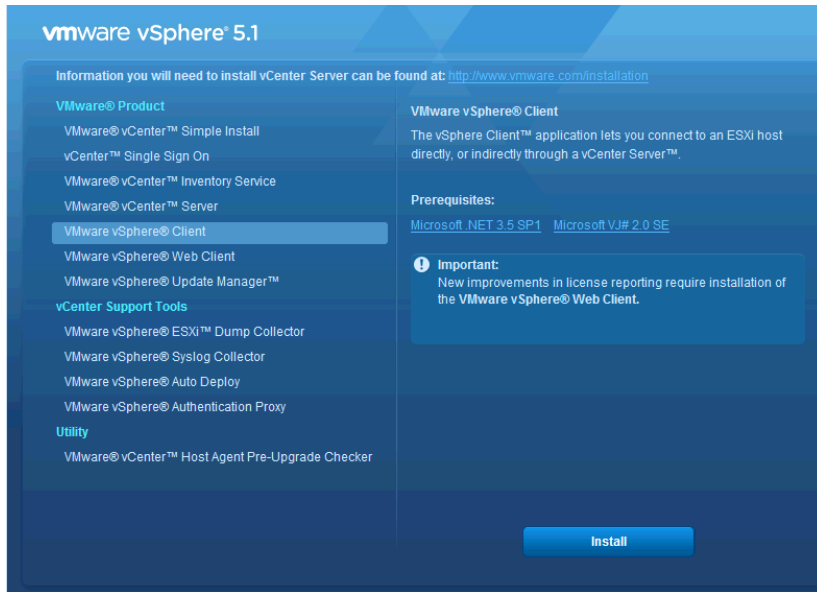 vmware vSphere® 5.1
Information you will need to install vCenter Server can be found at: http://www.vmware.com/installation
VMware® Product
VMware® vCenter™ Simple Install
vCenter™ Single Sign On
VMware® vCenter™ Inventory Service
VMware® vCenter™ Server
VMware vSphere® Client
VMware vSphere® Web Client
VMware vSphere® Update Manager™
vCenter Support Tools
VMware vSphere® ESXi™ Dump Collector
VMware vSphere® Syslog Collector
VMware vSphere® Auto Deploy
VMware vSphere® Authentication Proxy
Utility
VMware® vCenter™ Host Agent Pre-Upgrade Checker
VMware vSphere® Client
The vSphere Client™ application lets you connect to an ESXi host
directly, or indirectly through a vCenter Server™.
Prerequisites:
Microsoft .NET 3.5 SP1 Microsoft VJ# 2.0 SE
Important:
New improvements in license reporting require installation of
the VMware vSphere® Web Client.
Install